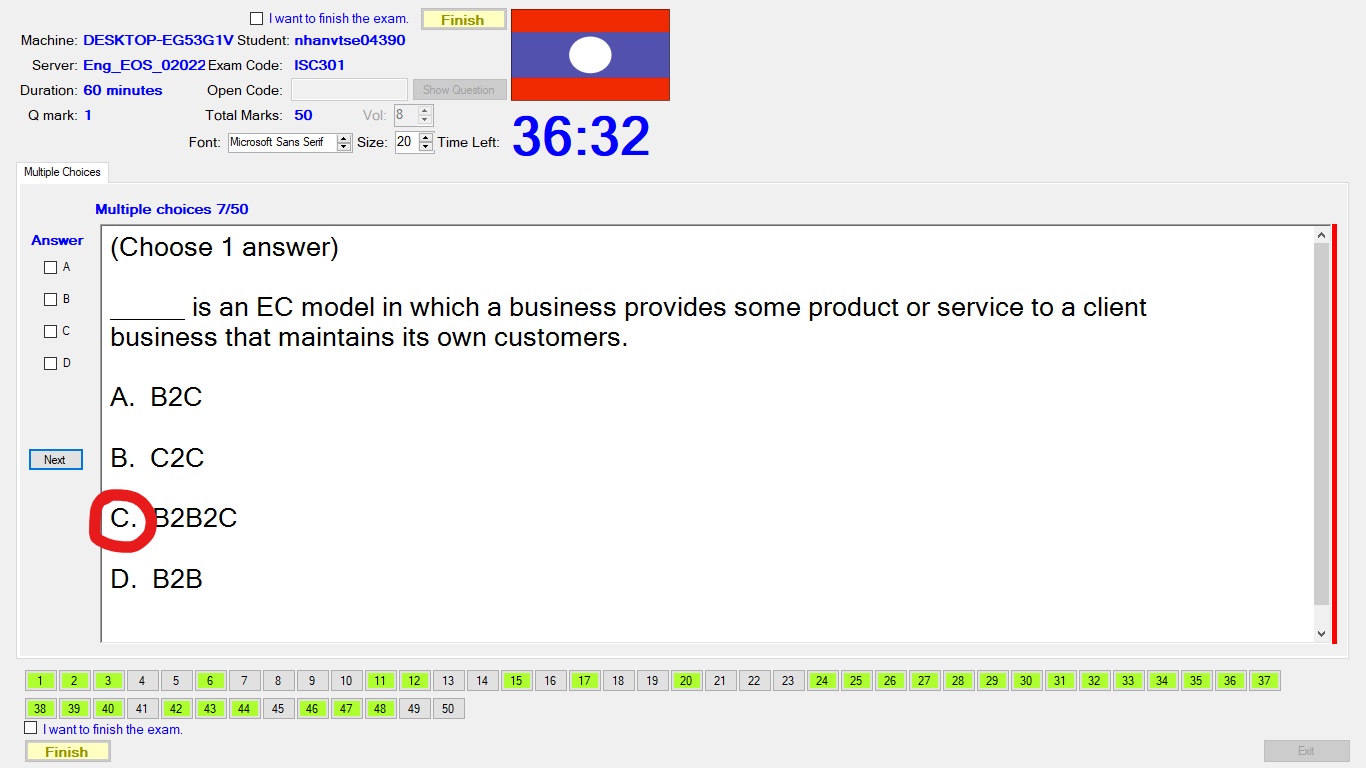 I want to finish the exam. Finish
Machine: DESKTOP-EG53G1V Student: nhanvtse04390
Server: Eng_EOS_02022 Exam Code: ISC301
Duration: 60 minutes Open Code: Show Question
Q mark: 1 Total Marks: 50 Vol: 8
Font: Microsoft Sans Serif Size: 20 Time Left: 36:32
Multiple Choices
Multiple choices 7/50
Answer
A
B
C
D
Next
(Choose 1 answer)
______ is an EC model in which a business provides some product or service to a client
business that maintains its own customers.
A. B2C
B. C2C
C. B2B2C
D. B2B
1 2 3 4 5 6 7 8 9 10 11 12 13 14 15 16 17 18 19 20 21 22 23 24 25 26 27 28 29 30 31 32 33 34 35 36 37
38 39 40 41 42 43 44 45 46 47 48 49 50
I want to finish the exam.
Finish Exit